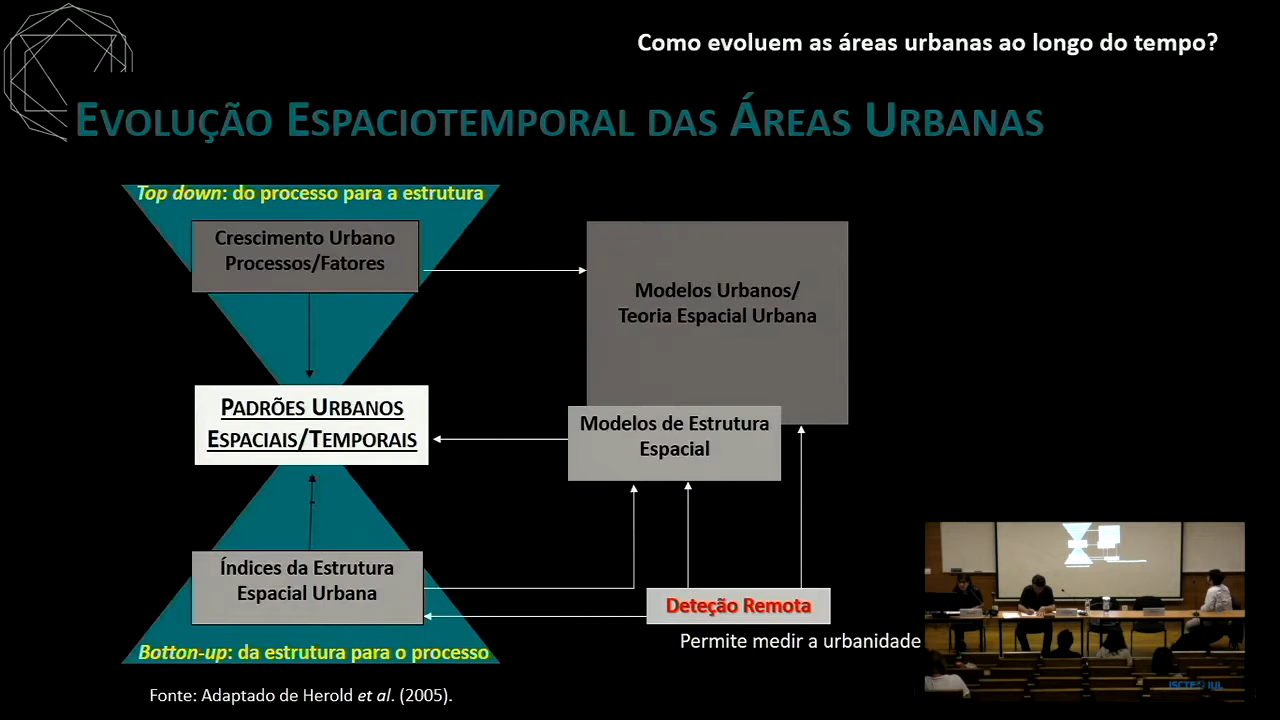 Como evoluem as áreas urbanas ao longo do tempo?
EVOLUÇÃO ESPACIOTEMPORAL DAS ÁREAS URBANAS
Top down: do processo para a estrutura
Crescimento Urbano
Processos/Fatores
Modelos Urbanos/
Teoria Espacial Urbana
PADRÕES URBANOS
ESPACIAIS/TEMPORAIS
Modelos de Estrutura
Espacial
Índices da Estrutura
Espacial Urbana
Deteção Remota
Permite medir a urbanidade
Botton-up: da estrutura para o processo
Fonte: Adaptado de Herold et al. (2005).
ISCTE IUL